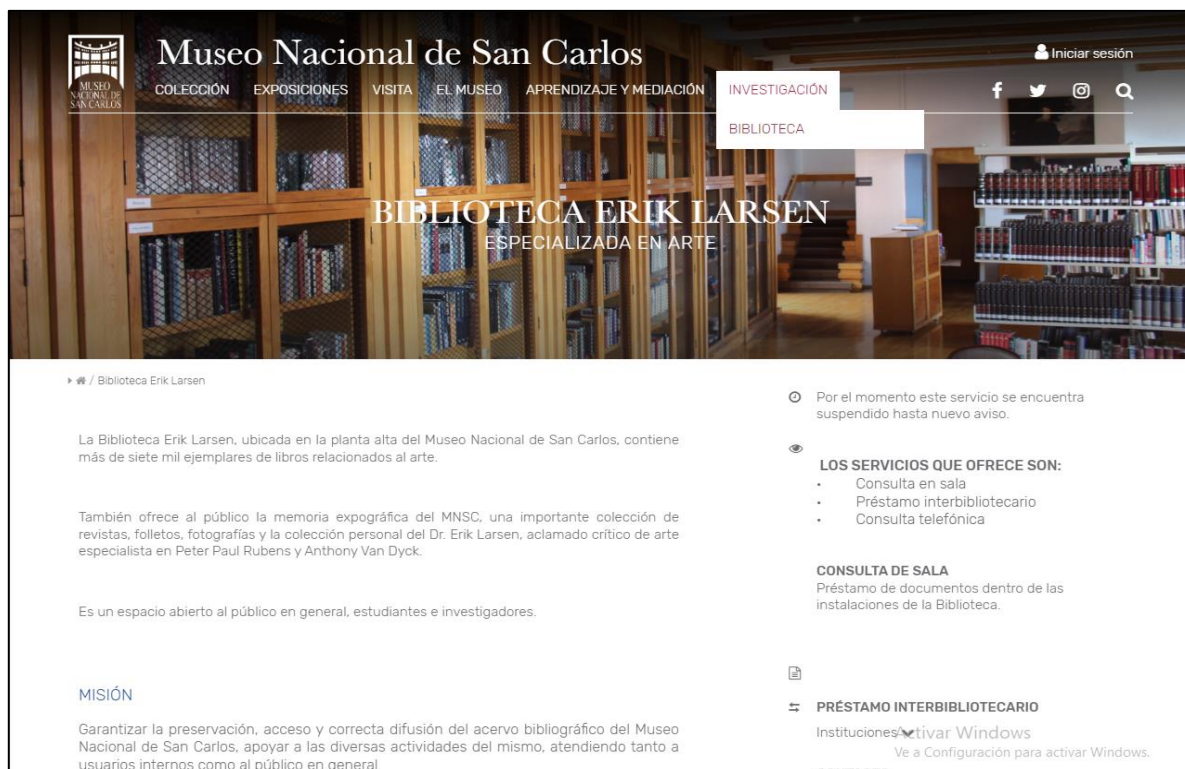 MUSEO
NACIONAL DE
SAN CARLOS
Museo Nacional de San Carlos
Iniciar sesión
COLECCIÓN EXPOSICIONES VISITA EL MUSEO APRENDIZAJE Y MEDIACIÓN INVESTIGACIÓN
BIBLIOTECA
BIBLIOTECA ERIK LARSEN
ESPECIALIZADA EN ARTE
/ Biblioteca Erik Larsen
La Biblioteca Erik Larsen, ubicada en la planta alta del Museo Nacional de San Carlos, contiene
más de siete mil ejemplares de libros relacionados al arte.
También ofrece al público la memoria expográfica del MNSC, una importante colección de
revistas, folletos, fotografías y la colección personal del Dr. Erik Larsen, aclamado crítico de arte
especialista en Peter Paul Rubens y Anthony Van Dyck.
Es un espacio abierto al público en general, estudiantes e investigadores.
MISIÓN
Garantizar la preservación, acceso y correcta difusión del acervo bibliográfico del Museo
Nacional de San Carlos, apoyar a las diversas actividades del mismo, atendiendo tanto a
usuarios internos como al público en general
Por el momento este servicio se encuentra
suspendido hasta nuevo aviso.
LOS SERVICIOS QUE OFRECE SON:
• Consulta en sala
• Préstamo interbibliotecario
• Consulta telefónica
CONSULTA DE SALA
Préstamo de documentos dentro de las
instalaciones de la Biblioteca.
PRÉSTAMO INTERBIBLIOTECARIO
Instituciones
Activar Windows
Ve a Configuración para activar Windows.